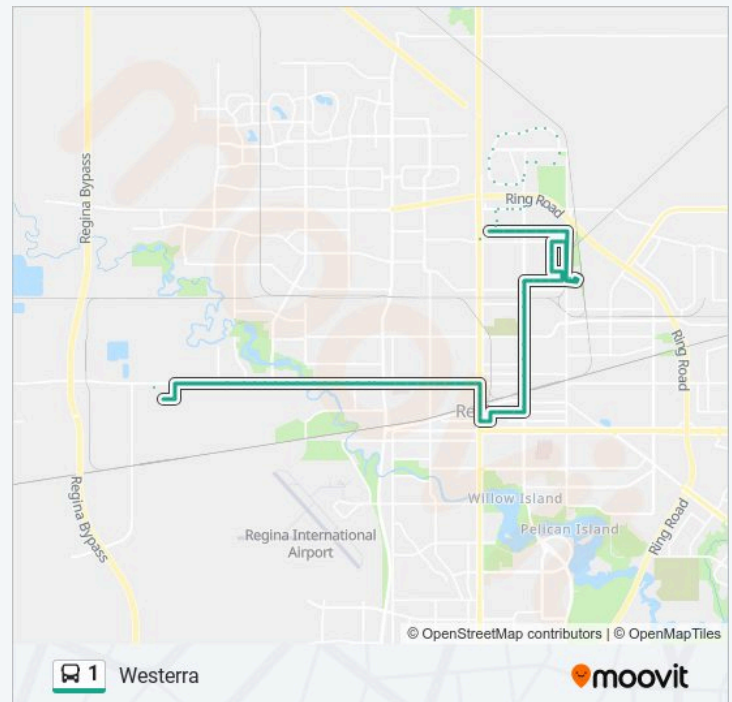 Regina Bypass
Ring Road
Ring Road
Re
Regina Bypass
Willow Island
Pelican Island
Ring Road
Regina International
Airport
© OpenStreetMap contributors | © OpenMapTiles
1 Westerra
moovit